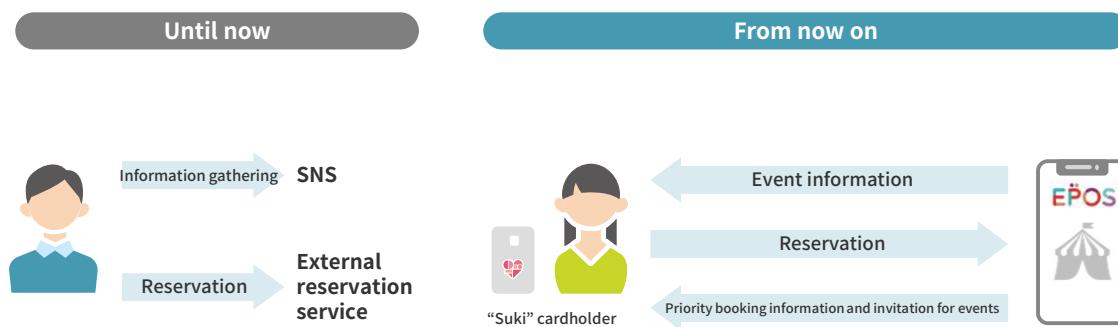 Until now
From now on
Information gathering
SNS
Reservation
External
reservation
service
Event information
Reservation
Priority booking information and invitation for events
"Suki" cardholder
EPOS